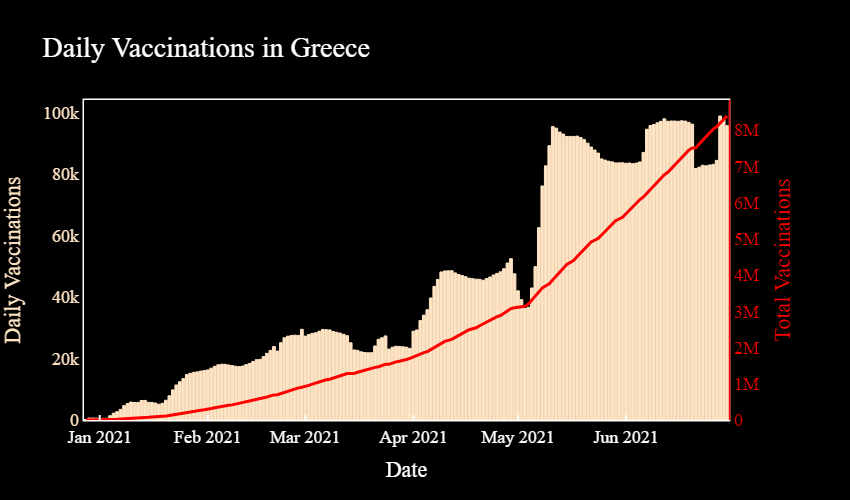 Daily Vaccinations in Greece
100k
80k
60k
40k
20k
0
Daily Vaccinations
8M
7M
6M
5M
4M
3M
2M
1M
0
Total Vaccinations
Jan 2021 Feb 2021 Mar 2021 Apr 2021 May 2021 Jun 2021
Date